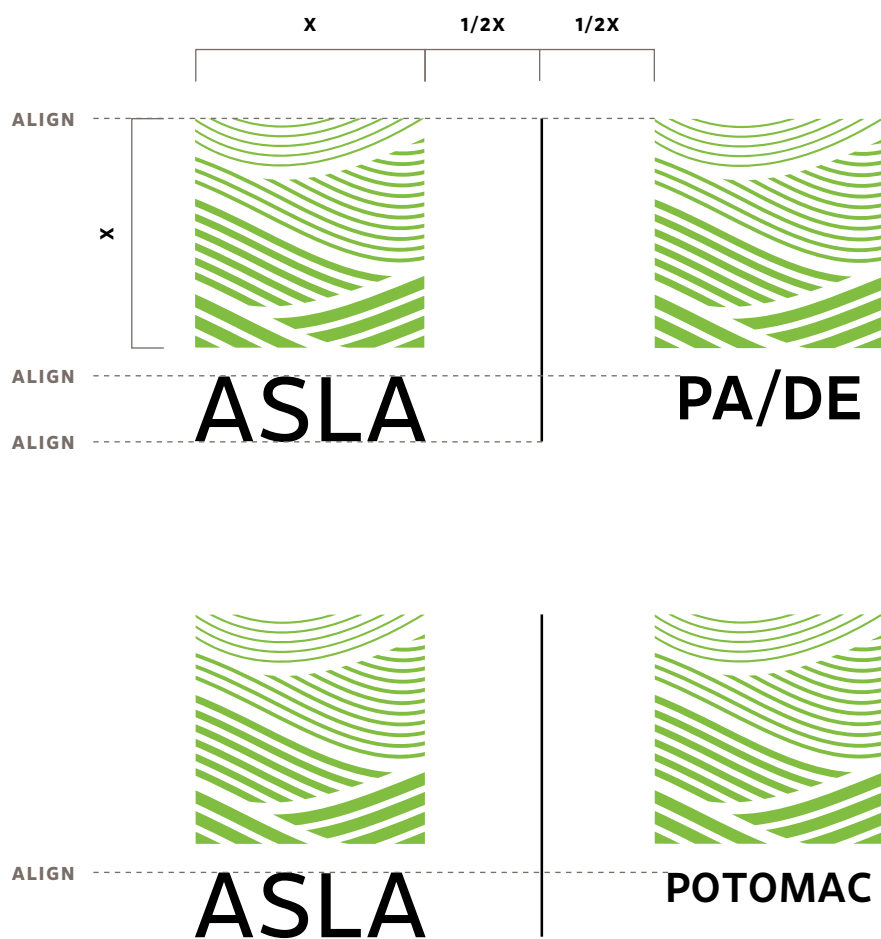 X 1/2X 1/2X
ALIGN
X
ALIGN
ASLA PA/DE
ALIGN
ALIGN
ASLA POTOMAC